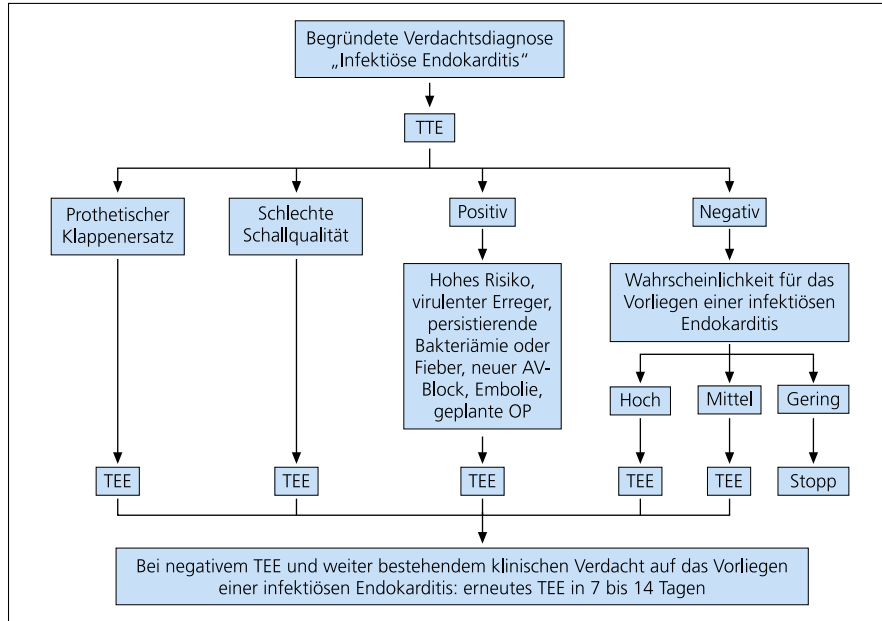 Begründete Verdachtsdiagnose
„Infektiöse Endokarditis“
TTE
Prothetischer
Klappenersatz
Schlechte
Schallqualität
Positiv
Negativ
Hohes Risiko,
virulenter Erreger,
persistierende
Bakteriämie oder
Fieber, neuer AV-
Block, Embolie,
geplante OP
Wahrscheinlichkeit für das
Vorliegen einer infektiösen
Endokarditis
Hoch
Mittel
Gering
TEE
TEE
TEE
TEE
TEE
Stopp
Bei negativem TEE und weiter bestehendem klinischen Verdacht auf das Vorliegen
einer infektiösen Endokarditis: erneutes TEE in 7 bis 14 Tagen